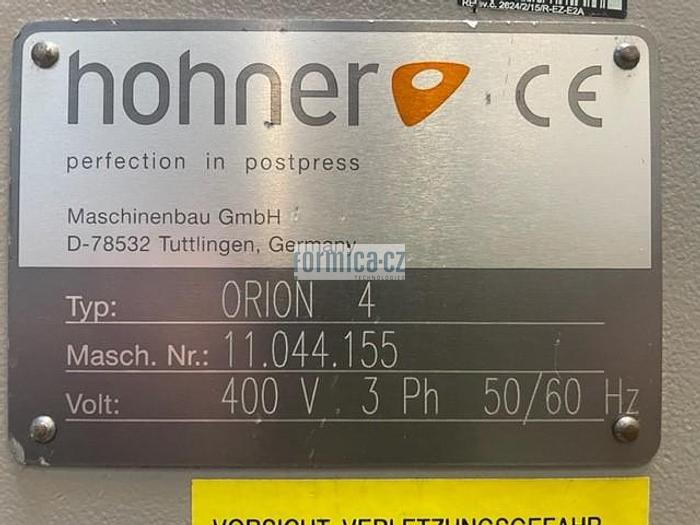 hohner CE
perfection in postpress
Maschinenbau GmbH
D-78532 Tuttlingen, Germany
formica-cz
TECHNOLOGIES
Typ: ORION 4
Masch. Nr.: 11.044.155
Volt: 400 V 3 Ph 50/60 Hz
VORSICHT VERLETZUNGSGEFAHR